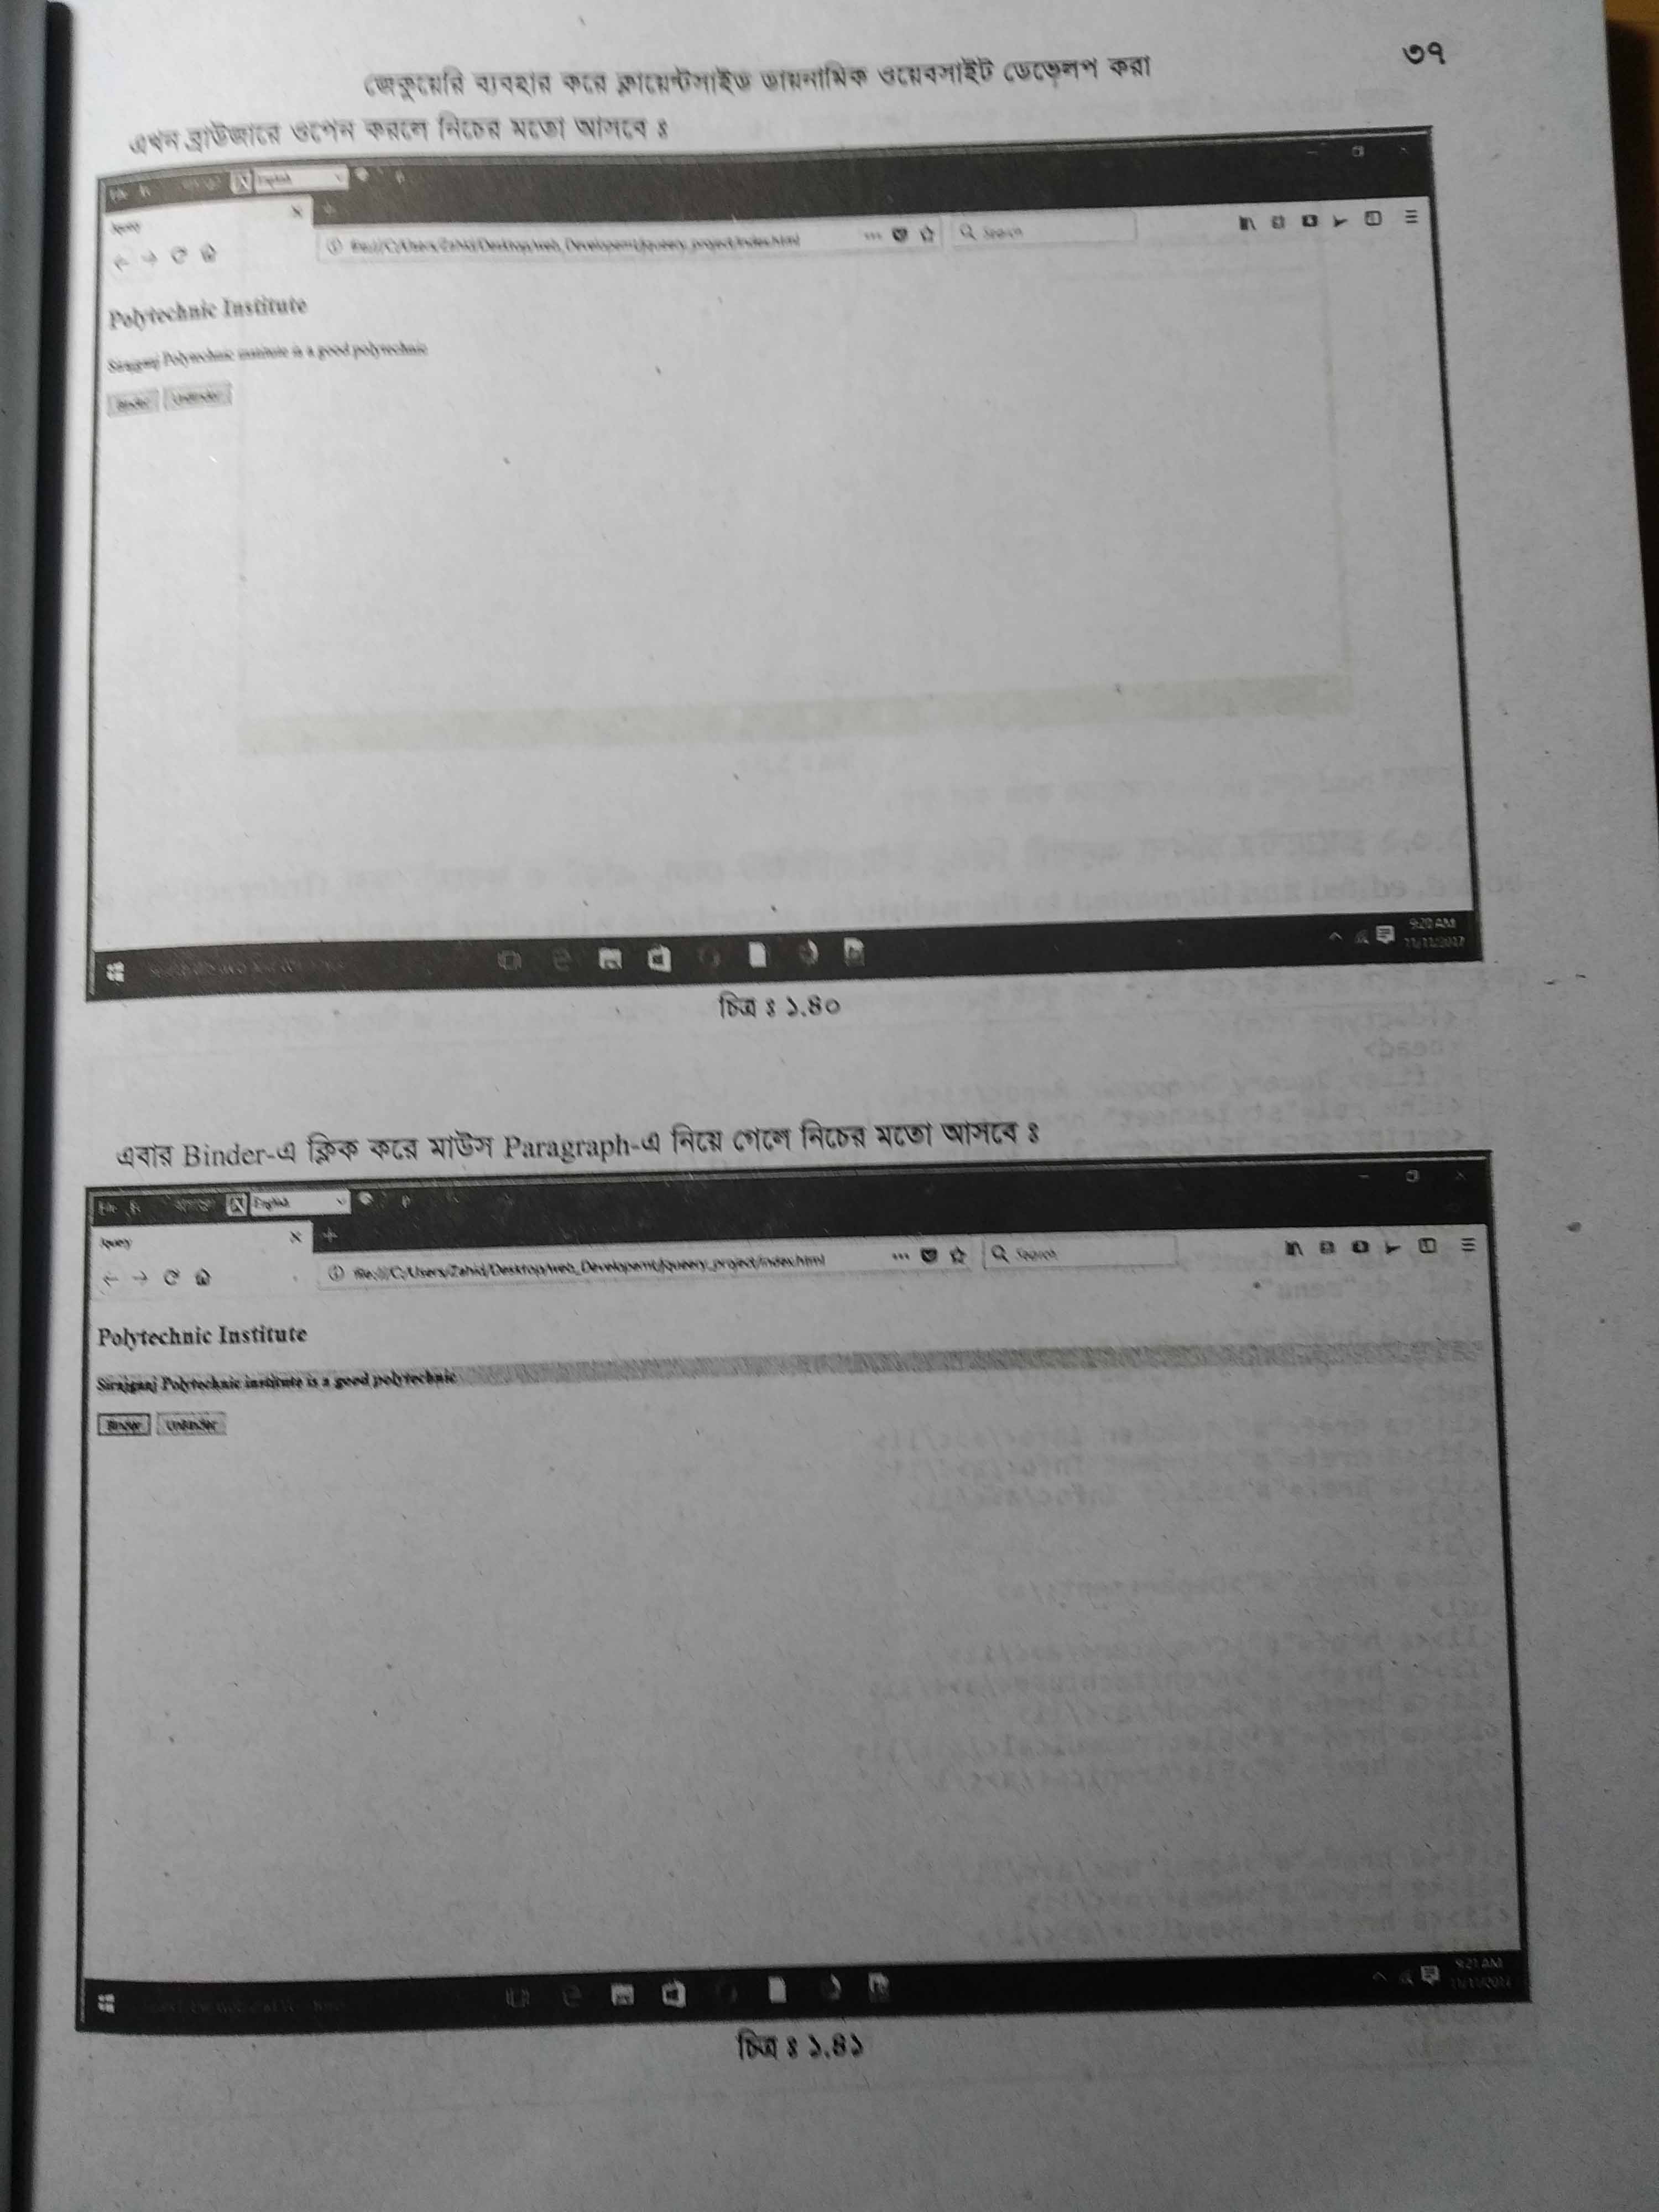 জেকুয়েরি ব্যবহার করে ক্লায়েন্টসাইড ডায়নামিক ওয়েবসাইট ডেভেলপ করা
৩৭
এখন ব্রাউজারে ওপেন করলে নিচের মতো আসবে ঃ
English
Jquery
file:///C:/Users/Zahid/Desktop/web_Developemt/jqueery_project/index.html
Search
Polytechnic Institute
Sirajganj Polytechnic institute is a good polytechnic
Binder UnBinder
9:20 AM
11/11/2017
চিত্র ঃ ১.৪০
এবার Binder-এ ক্লিক করে মাউস Paragraph-এ নিয়ে গেলে নিচের মতো আসবে ঃ
English
Jquery
file:///C:/Users/Zahid/Desktop/web_Developemt/jqueery_project/index.html
Search
Polytechnic Institute
Sirajganj Polytechnic institute is a good polytechnic
Binder UnBinder
9:21 AM
11/11/2017
চিত্র ঃ ১.৪১